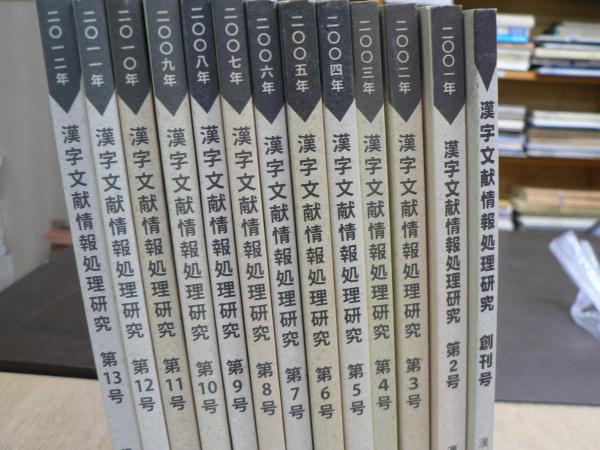 漢字文献情報処理研究 創刊号 漢
二〇〇一年 漢字文献情報処理研究 第2号 漢
二〇〇二年 漢字文献情報処理研究 第3号
二〇〇三年 漢字文献情報処理研究 第4号
二〇〇四年 漢字文献情報処理研究 第5号
二〇〇五年 漢字文献情報処理研究 第6号
二〇〇六年 漢字文献情報処理研究 第7号
二〇〇七年 漢字文献情報処理研究 第8号
二〇〇八年 漢字文献情報処理研究 第9号
二〇〇九年 漢字文献情報処理研究 第10号
二〇一〇年 漢字文献情報処理研究 第11号
二〇一一年 漢字文献情報処理研究 第12号
二〇一二年 漢字文献情報処理研究 第13号